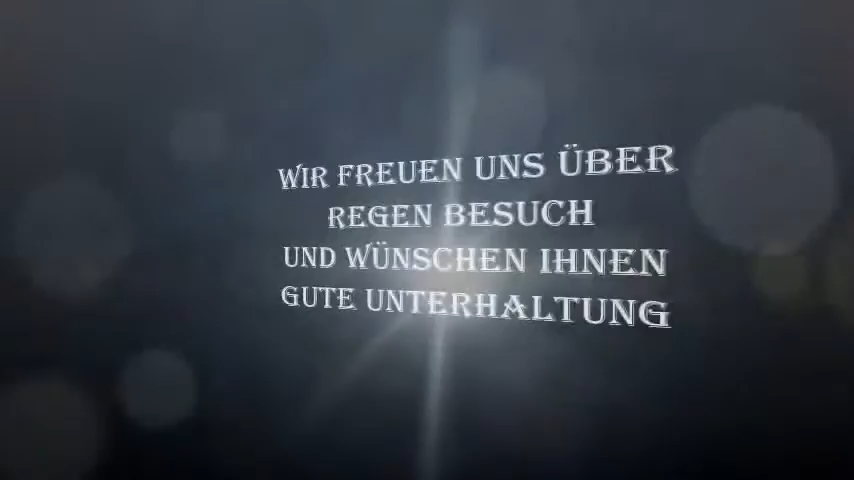 WIR FREUEN UNS ÜBER
REGEN BESUCH
UND WÜNSCHEN IHNEN
GUTE UNTERHALTUNG